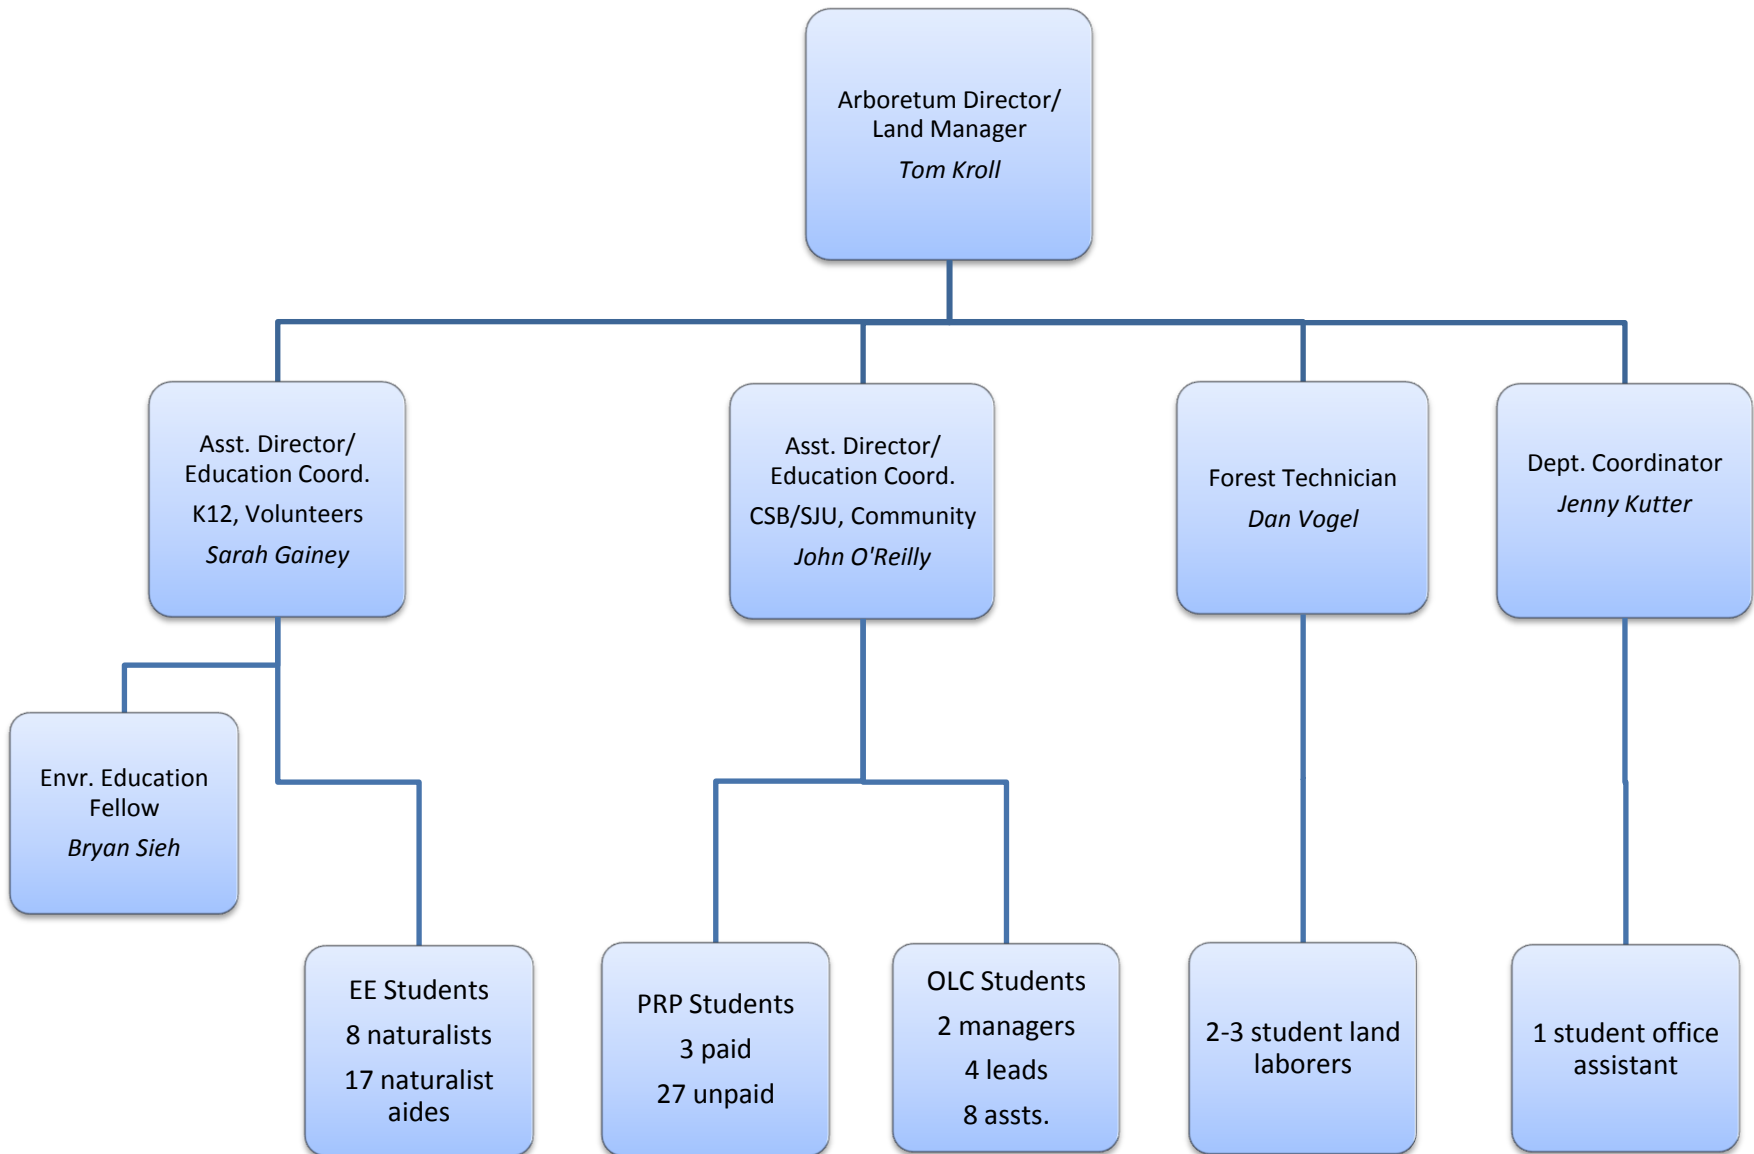 Arboretum Director/
Land Manager
Tom Kroll
Asst. Director/
Education Coord.
K12, Volunteers
Sarah Gainey
Asst. Director/
Education Coord.
CSB/SJU, Community
John O'Reilly
Forest Technician
Dan Vogel
Dept. Coordinator
Jenny Kutter
Envr. Education
Fellow
Bryan Sieh
EE Students
8 naturalists
17 naturalist
aides
PRP Students
3 paid
27 unpaid
OLC Students
2 managers
4 leads
8 assts.
2-3 student land
laborers
1 student office
assistant